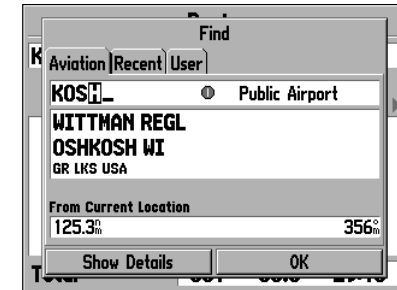 Find
Aviation Recent User
KOSH_ Public Airport
WITTMAN REGL
OSHKOSH WI
GR LKS USA
From Current Location
125.3nm 356°m
Show Details OK